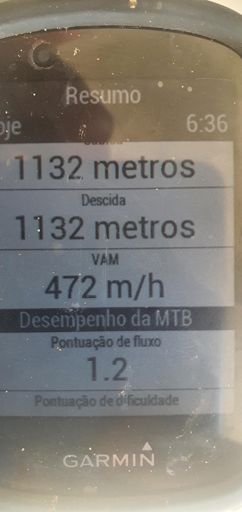 Resumo
oje 6:36
1132 metros
Descida
1132 metros
VAM
472 m/h
Desempenho da MTB
Pontuação de fluxo
1.2
Pontuação de dificuldade
GARMIN